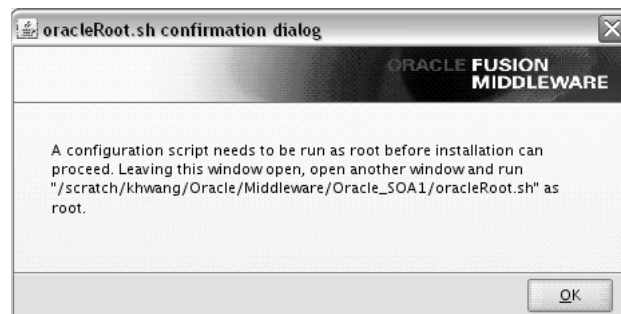 oracleRoot.sh confirmation dialog
ORACLE FUSION
MIDDLEWARE
A configuration script needs to be run as root before installation can
proceed. Leaving this window open, open another window and run
"/scratch/khwang/Oracle/Middleware/Oracle_SOA1/oracleRoot.sh" as
root.
OK